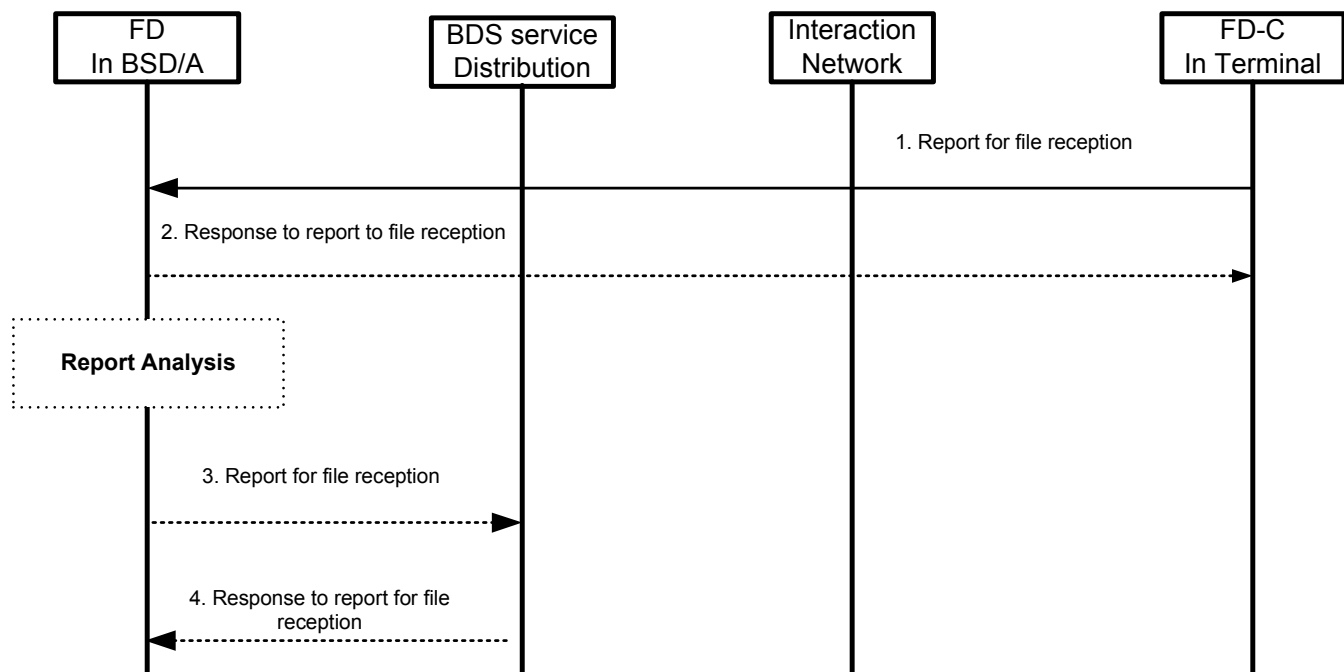 FD
In BSD/A
BDS service
Distribution
Interaction
Network
FD-C
In Terminal
1. Report for file reception
2. Response to report to file reception
Report Analysis
3. Report for file reception
4. Response to report for file
reception